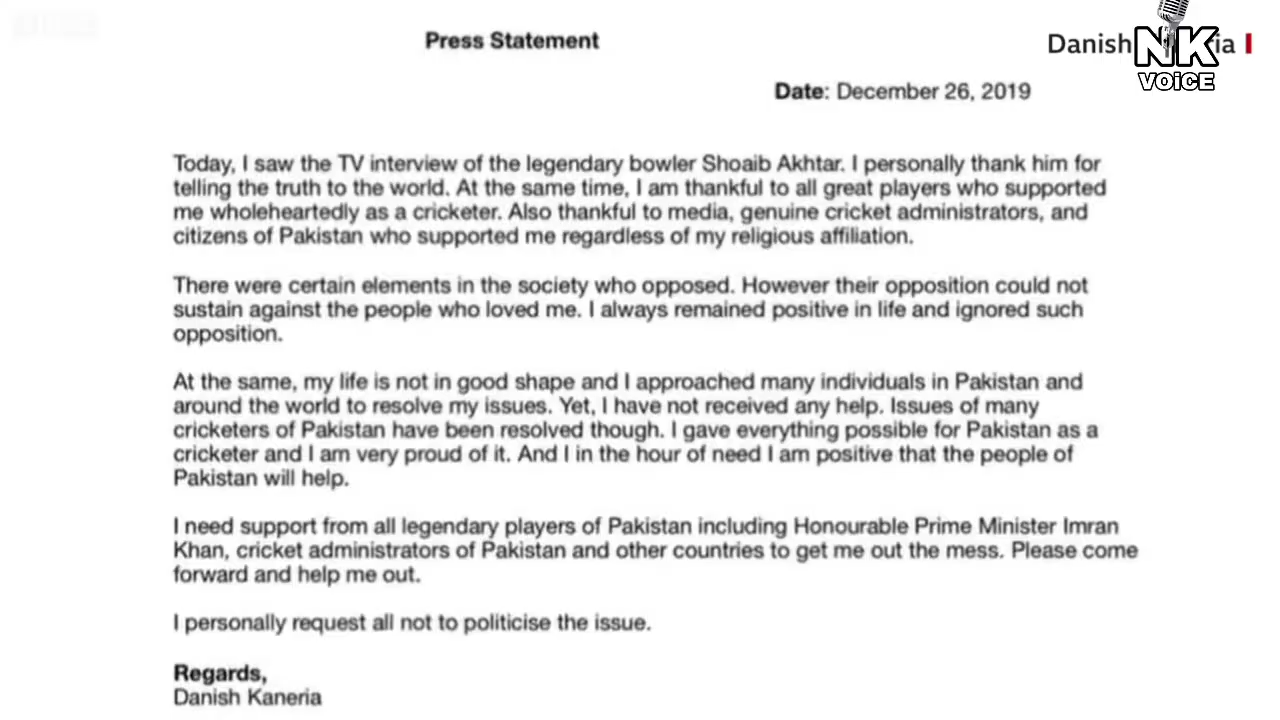 Press Statement
Danish ia
NK
VOiCE
Date: December 26, 2019
Today, I saw the TV interview of the legendary bowler Shoaib Akhtar. I personally thank him for
telling the truth to the world. At the same time, I am thankful to all great players who supported
me wholeheartedly as a cricketer. Also thankful to media, genuine cricket administrators, and
citizens of Pakistan who supported me regardless of my religious affiliation.
There were certain elements in the society who opposed. However their opposition could not
sustain against the people who loved me. I always remained positive in life and ignored such
opposition.
At the same, my life is not in good shape and I approached many individuals in Pakistan and
around the world to resolve my issues. Yet, I have not received any help. Issues of many
cricketers of Pakistan have been resolved though. I gave everything possible for Pakistan as a
cricketer and I am very proud of it. And I in the hour of need I am positive that the people of
Pakistan will help.
I need support from all legendary players of Pakistan including Honourable Prime Minister Imran
Khan, cricket administrators of Pakistan and other countries to get me out the mess. Please come
forward and help me out.
I personally request all not to politicise the issue.
Regards,
Danish Kaneria